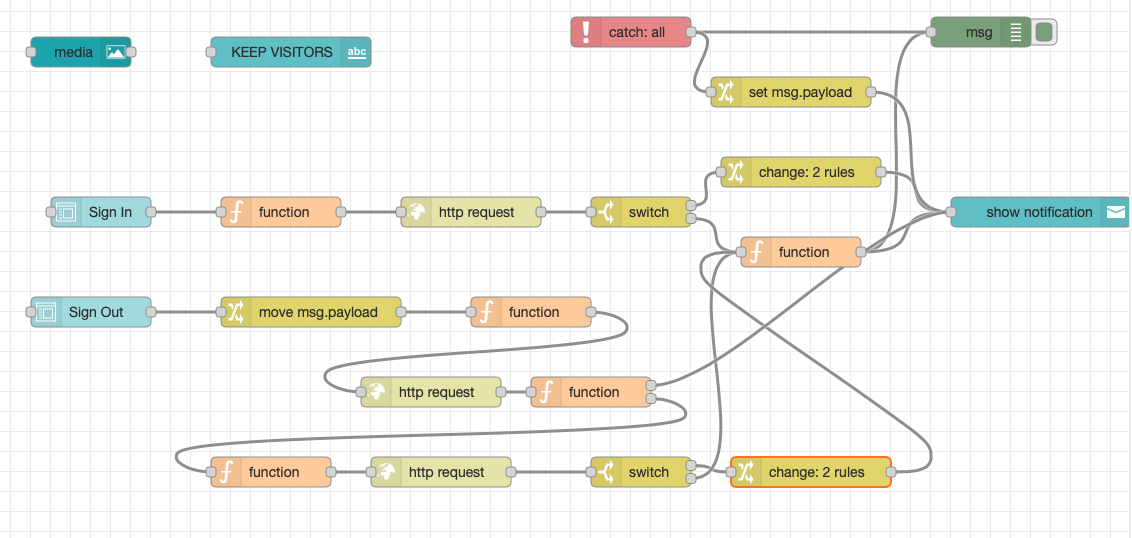 catch: all
msg
media
KEEP VISITORS
abc
set msg.payload
change: 2 rules
Sign In
function
http request
switch
show notification
function
Sign Out
move msg.payload
function
http request
function
function
http request
switch
change: 2 rules